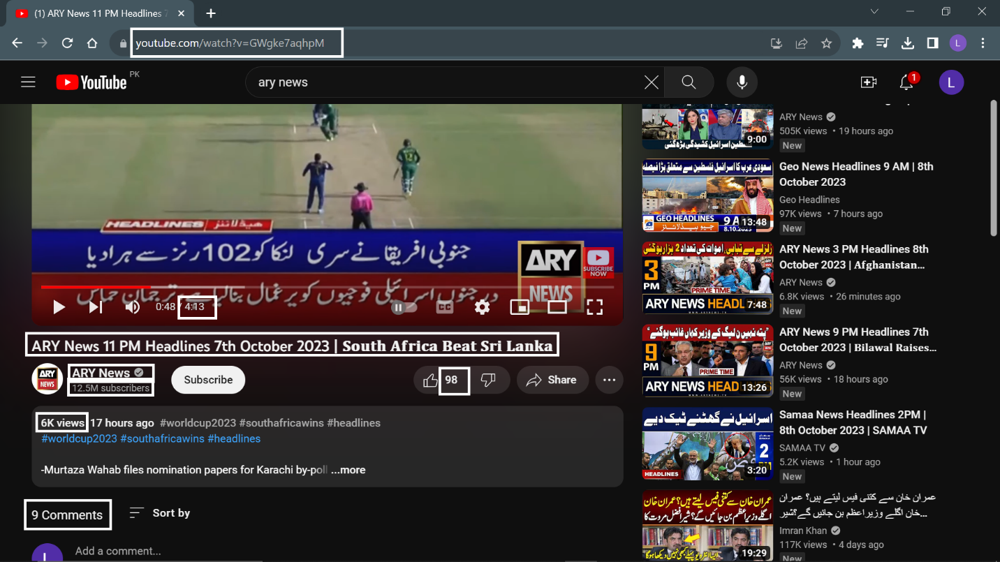 (1) ARY News 11 PM Headlines 7
youtube.com/watch?v=GWgke7aqhpM
L
YouTube PK
ary news
1
L
HEADLINES ہیڈلائنز
جنوبی افریقا نے سری لنکا کو 102 رنز سے ہرا دیا
در جنوں اسرائیلی فوجیوں کو یرغمال بنالیا ہے، ترجمان حماس
ARY NEWS
SUBSCRIBE NOW
0:48 / 4:13
CC
ARY News 11 PM Headlines 7th October 2023 | South Africa Beat Sri Lanka
ARY NEWS
ARY News
12.5M subscribers
Subscribe
98
Share
6K views 17 hours ago #worldcup2023 #southafricawins #headlines
#worldcup2023 #southafricawins #headlines
-Murtaza Wahab files nomination papers for Karachi by-poll ...more
9 Comments
Sort by
L
Add a comment...
فلسطین اسرائیل کشیدگی بڑھ گئی
9:00
ARY News
505K views • 19 hours ago
New
سعودی عرب کا اسرائیل فلسطین سے متعلق بڑا فیصلہ
GEO HEADLINES 9 A
جیو ہیڈلائنز 8.10.2023
13:48
Geo News Headlines 9 AM | 8th
October 2023
Geo Headlines
97K views • 7 hours ago
New
زلزلے سے تباہی، اموات کی تعداد 2 ہزار ہوگئی
3 PM
PRIME TIME
ARY NEWS HEADL
7:48
ARY News 3 PM Headlines 8th
October 2023 | Afghanistan...
ARY News
6.8K views • 26 minutes ago
New
"پتہ نہیں ن لیگ کے وزیر کہاں غائب ہوگئے"
9 PM
PRIME TIME
ARY NEWS HEAD
13:26
ARY News 9 PM Headlines 7th
October 2023 | Bilawal Raises...
ARY News
56K views • 18 hours ago
New
اسرائیل نے گھٹنے ٹیک دیے
2
HEADLINES
3:20
Samaa News Headlines 2PM |
8th October 2023 | SAMAA TV
SAMAA TV
5.2K views • 1 hour ago
New
عمران خان سے کتنی فیس لیتے ہیں؟ عمران خان
اگلے وزیراعظم بن جائیں گے؟ شیر افضل مروت کا
19:29
عمران خان سے کتنی فیس لیتے ہیں؟ عمران
خان اگلے وزیراعظم بن جائیں گے؟شیر...
Imran Khan
117K views • 4 days ago
New